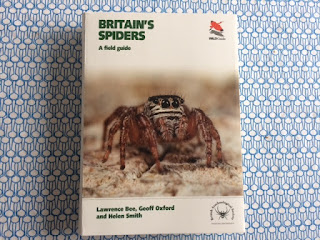 BRITAIN'S
SPIDERS
A field guide
Lawrence Bee, Geoff Oxford
and Helen Smith